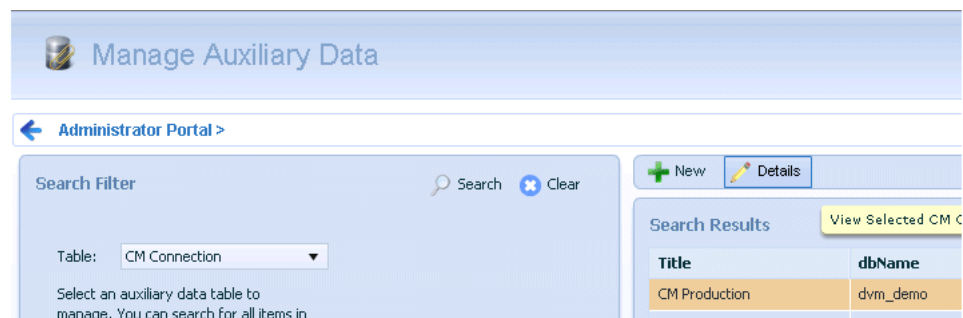 Manage Auxiliary Data
Administrator Portal >
Search Filter
Search Clear
Table: CM Connection
Select an auxiliary data table to
manage. You can search for all items in
New Details
View Selected CM
Search Results
Title dbName
CM Production dvm_demo